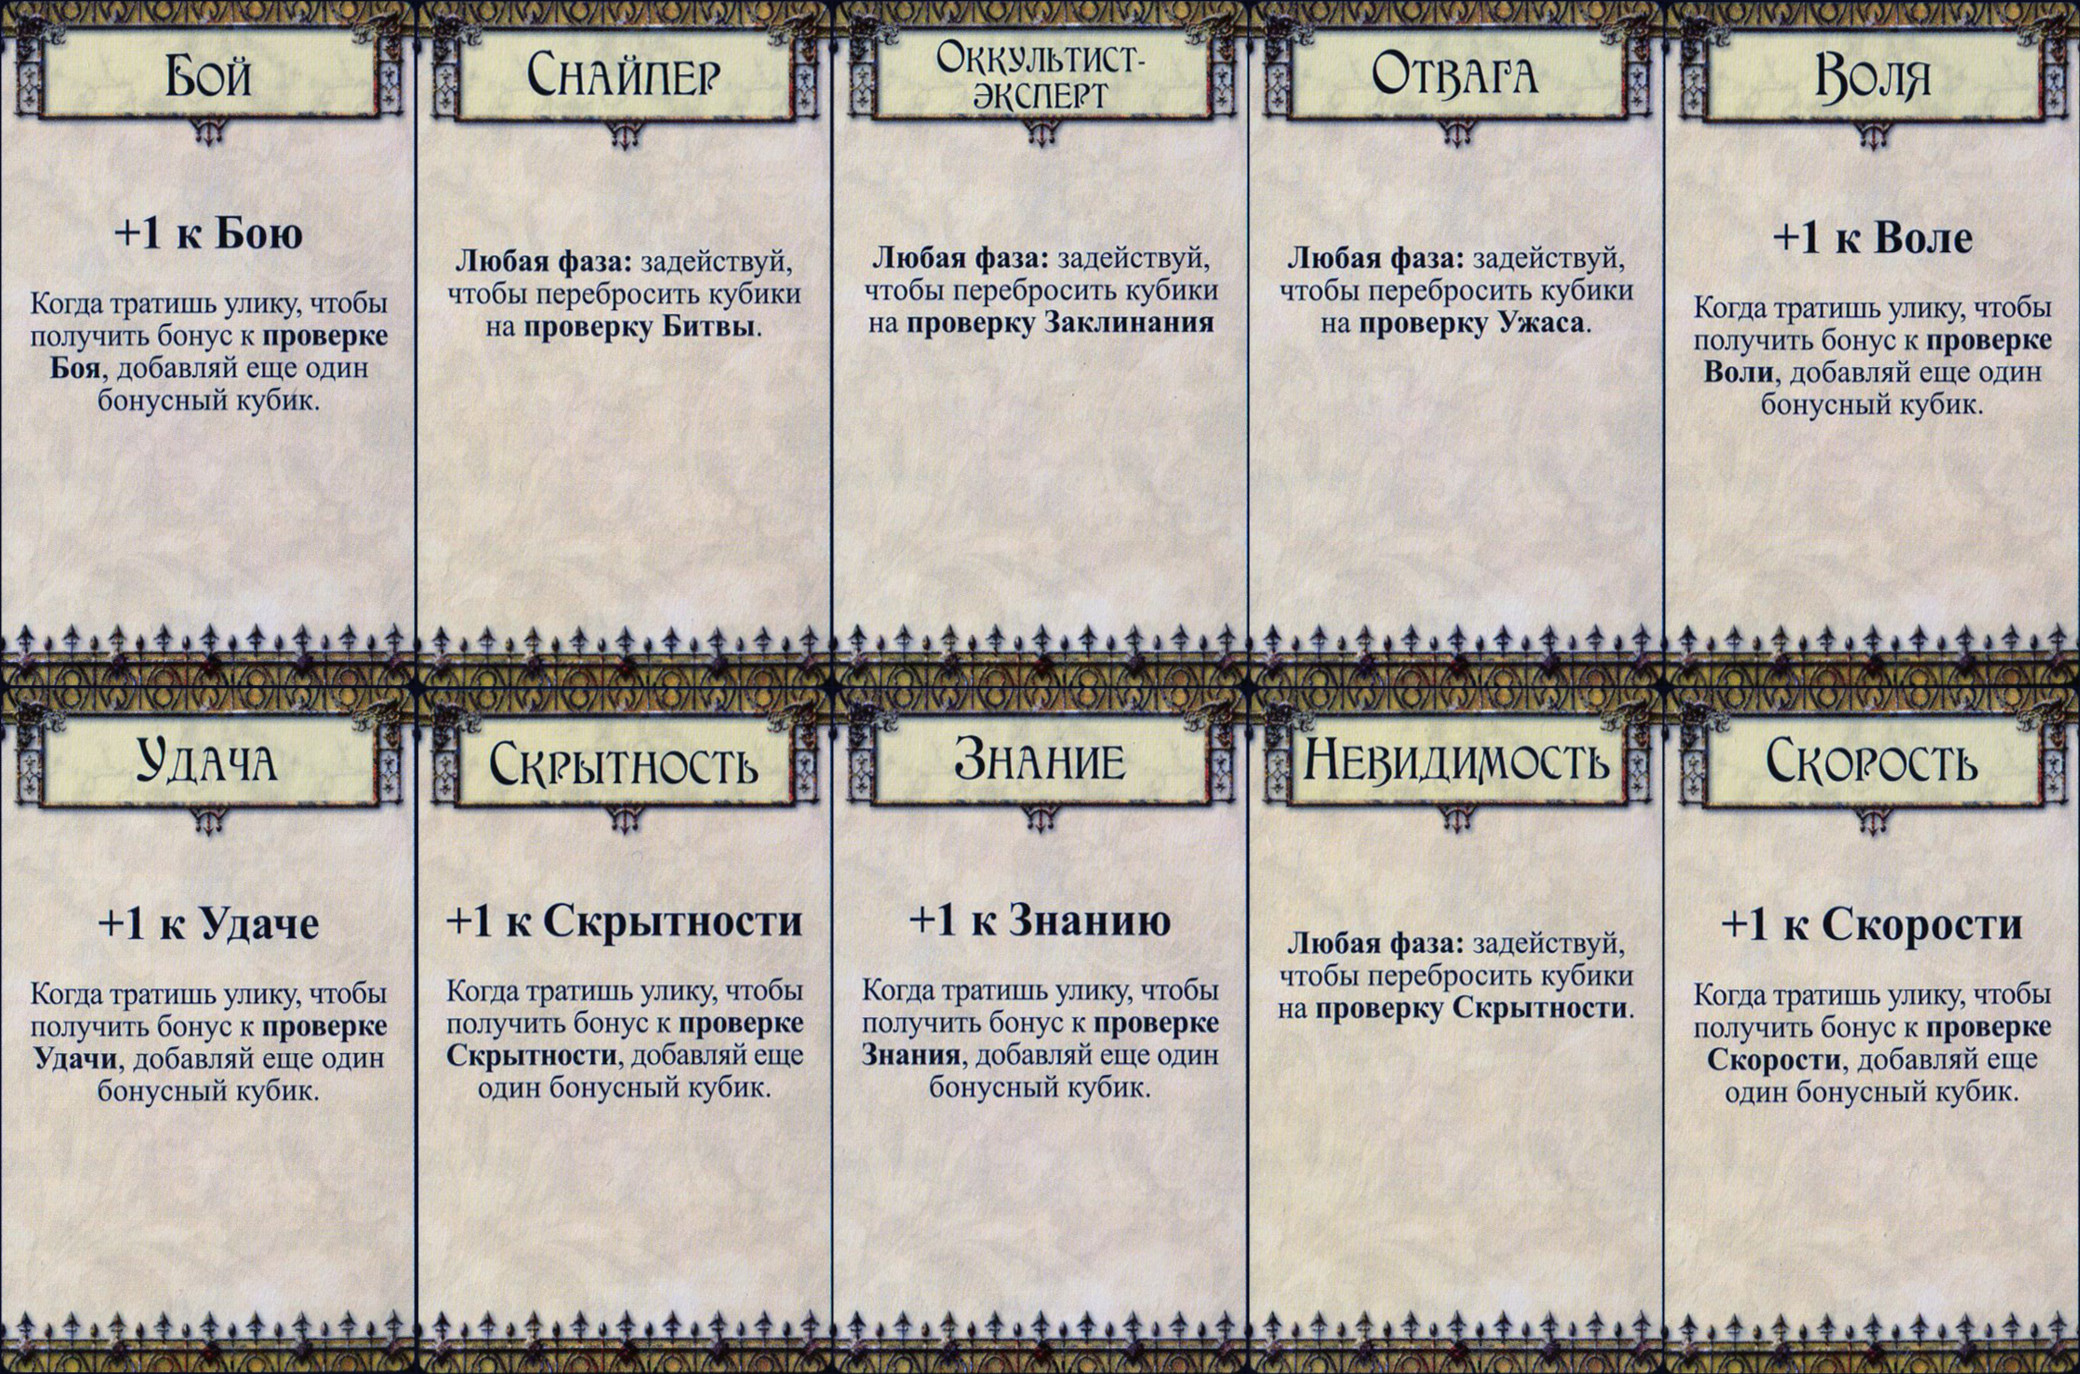 Бой
+1 к Бою
Когда тратишь улику, чтобы
получить бонус к проверке
Боя, добавляй еще один
бонусный кубик.
Снайпер
Любая фаза: задействуй,
чтобы перебросить кубики
на проверку Битвы.
Оккультист-
эксперт
Любая фаза: задействуй,
чтобы перебросить кубики
на проверку Заклинания
Отвага
Любая фаза: задействуй,
чтобы перебросить кубики
на проверку Ужаса.
Воля
+1 к Воле
Когда тратишь улику, чтобы
получить бонус к проверке
Воли, добавляй еще один
бонусный кубик.
Удача
+1 к Удаче
Когда тратишь улику, чтобы
получить бонус к проверке
Удачи, добавляй еще один
бонусный кубик.
Скрытность
+1 к Скрытности
Когда тратишь улику, чтобы
получить бонус к проверке
Скрытности, добавляй еще
один бонусный кубик.
Знание
+1 к Знанию
Когда тратишь улику, чтобы
получить бонус к проверке
Знания, добавляй еще один
бонусный кубик.
Невидимость
Любая фаза: задействуй,
чтобы перебросить кубики
на проверку Скрытности.
Скорость
+1 к Скорости
Когда тратишь улику, чтобы
получить бонус к проверке
Скорости, добавляй еще
один бонусный кубик.